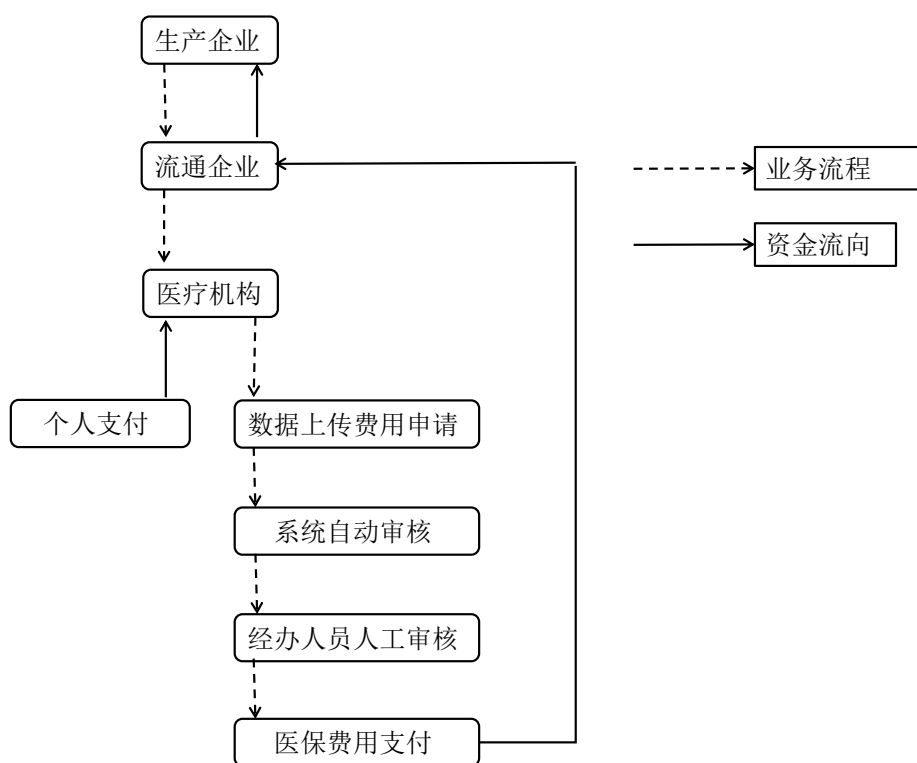 生产企业
流通企业
业务流程
资金流向
医疗机构
个人支付
数据上传费用申请
系统自动审核
经办人员人工审核
医保费用支付